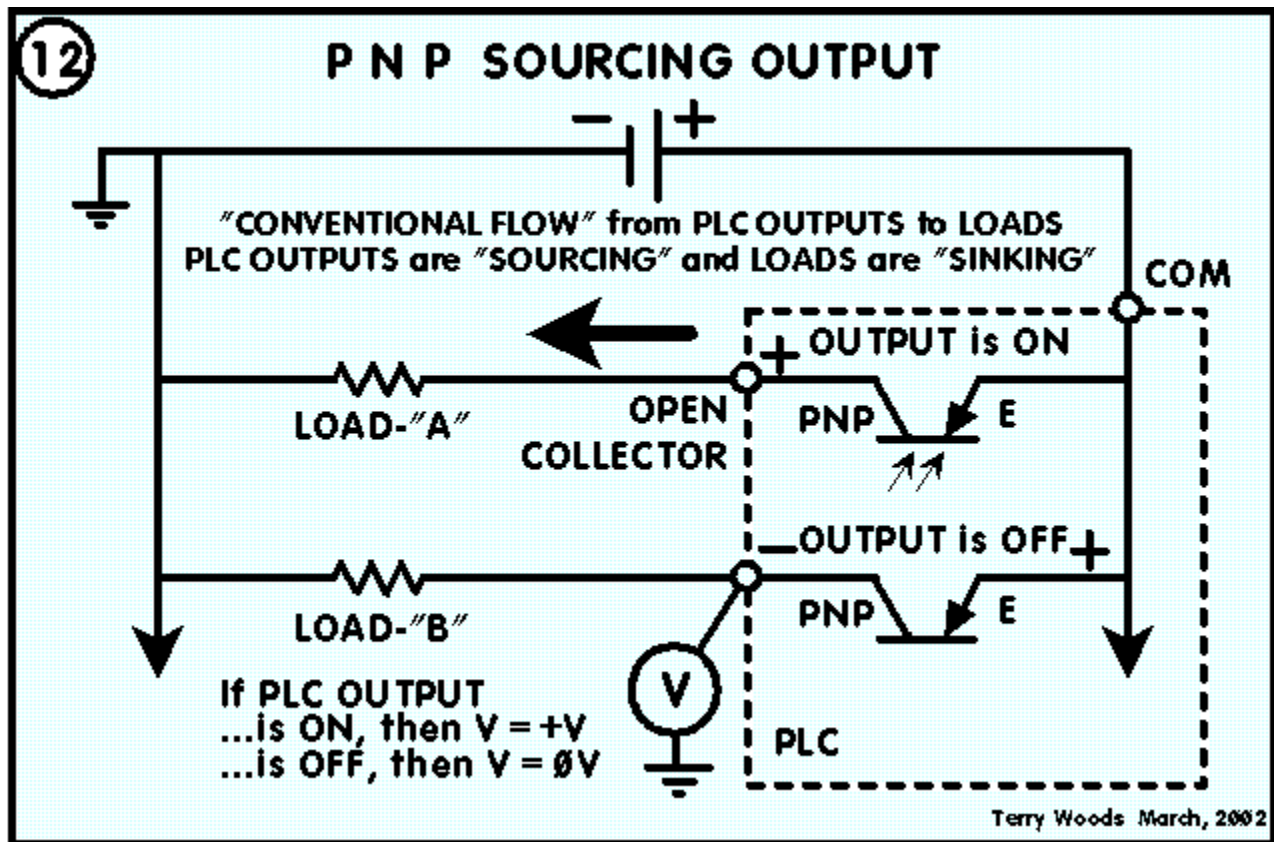 12
P N P SOURCING OUTPUT
- +
"CONVENTIONAL FLOW" from PLC OUTPUTS to LOADS
PLC OUTPUTS are "SOURCING" and LOADS are "SINKING"
COM
+ OUTPUT is ON
LOAD-"A"
OPEN
COLLECTOR
PNP
E
-OUTPUT is OFF+
LOAD-"B"
PNP
E
V
If PLC OUTPUT
...is ON, then V = +V
...is OFF, then V = ØV
PLC
Terry Woods March, 2002